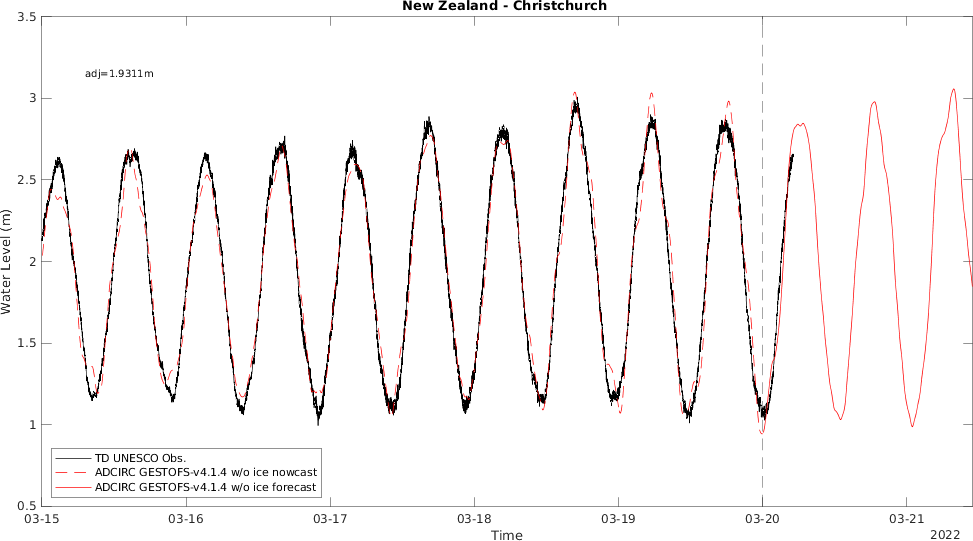 New Zealand - Christchurch
3.5
adj=1.9311m
3
2.5
2
1.5
1
0.5
Water Level (m)
TD UNESCO Obs.
ADCIRC GESTOFS-v4.1.4 w/o ice nowcast
ADCIRC GESTOFS-v4.1.4 w/o ice forecast
03-15 03-16 03-17 03-18 03-19 03-20 03-21
Time
2022